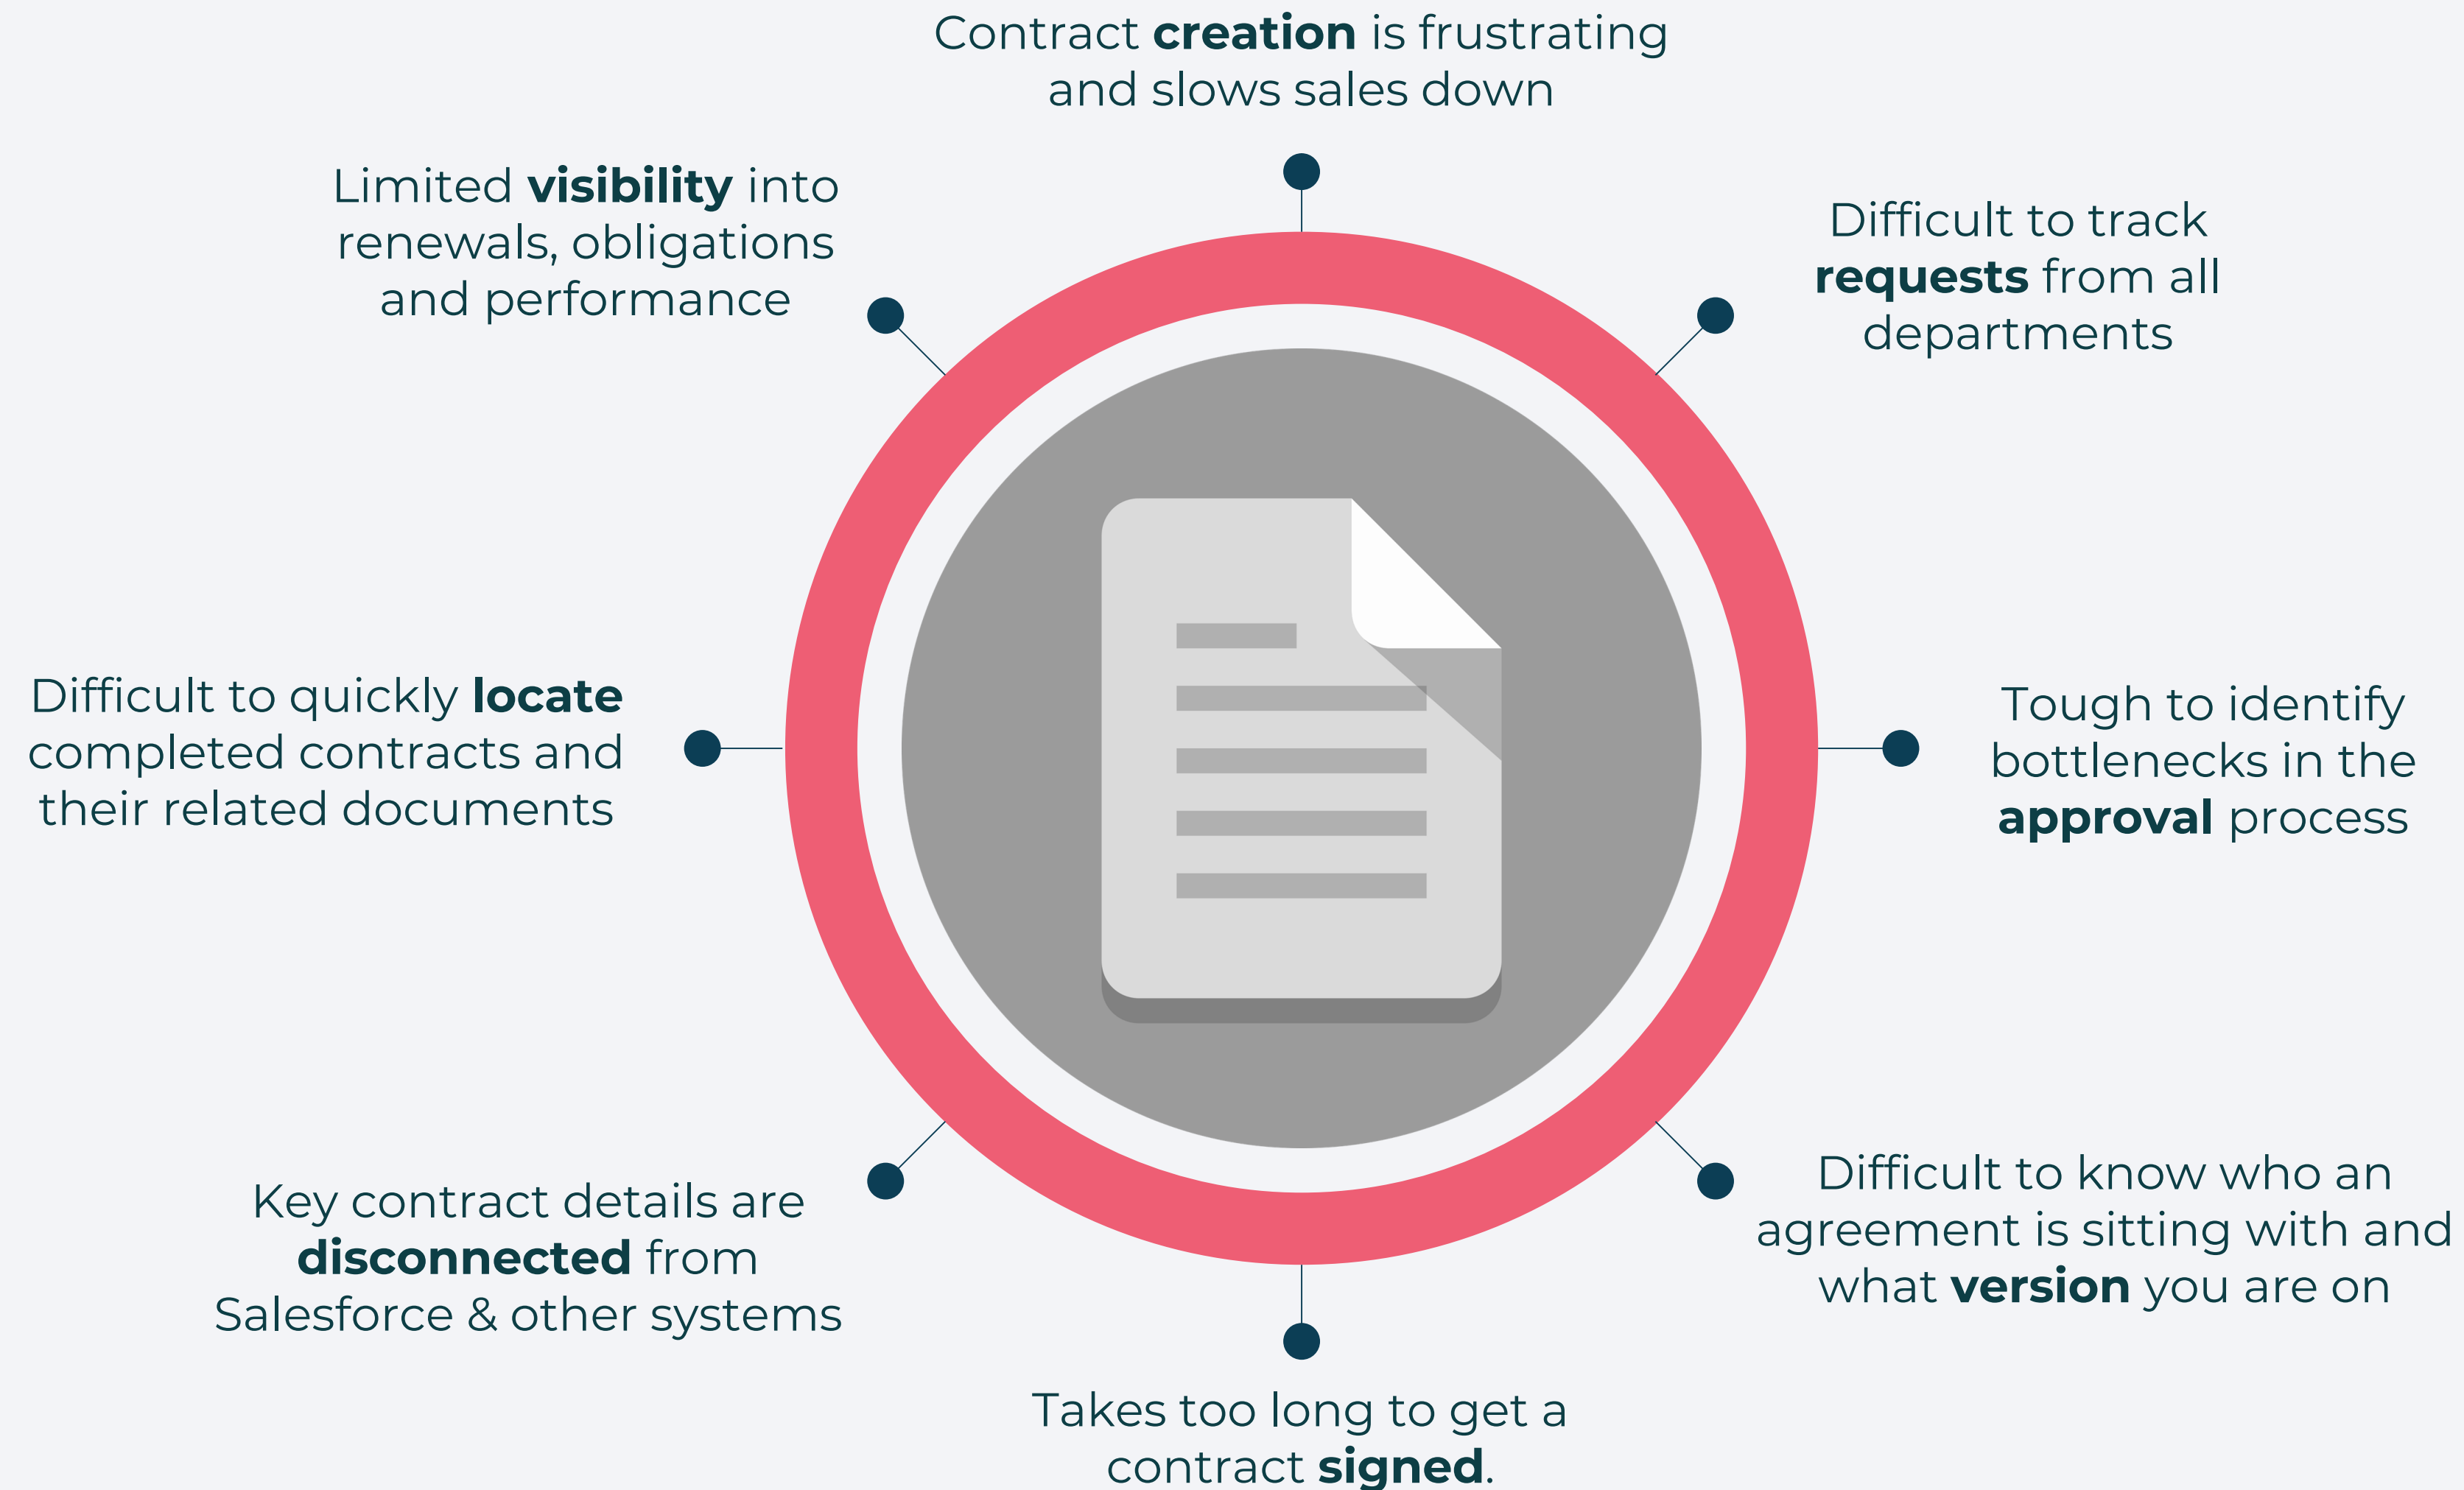 Contract creation is frustrating
and slows sales down
Limited visibility into
renewals, obligations
and performance
Difficult to track
requests from all
departments
Difficult to quickly locate
completed contracts and
their related documents
Tough to identify
bottlenecks in the
approval process
Key contract details are
disconnected from
Salesforce & other systems
Difficult to know who an
agreement is sitting with and
what version you are on
Takes too long to get a
contract signed.